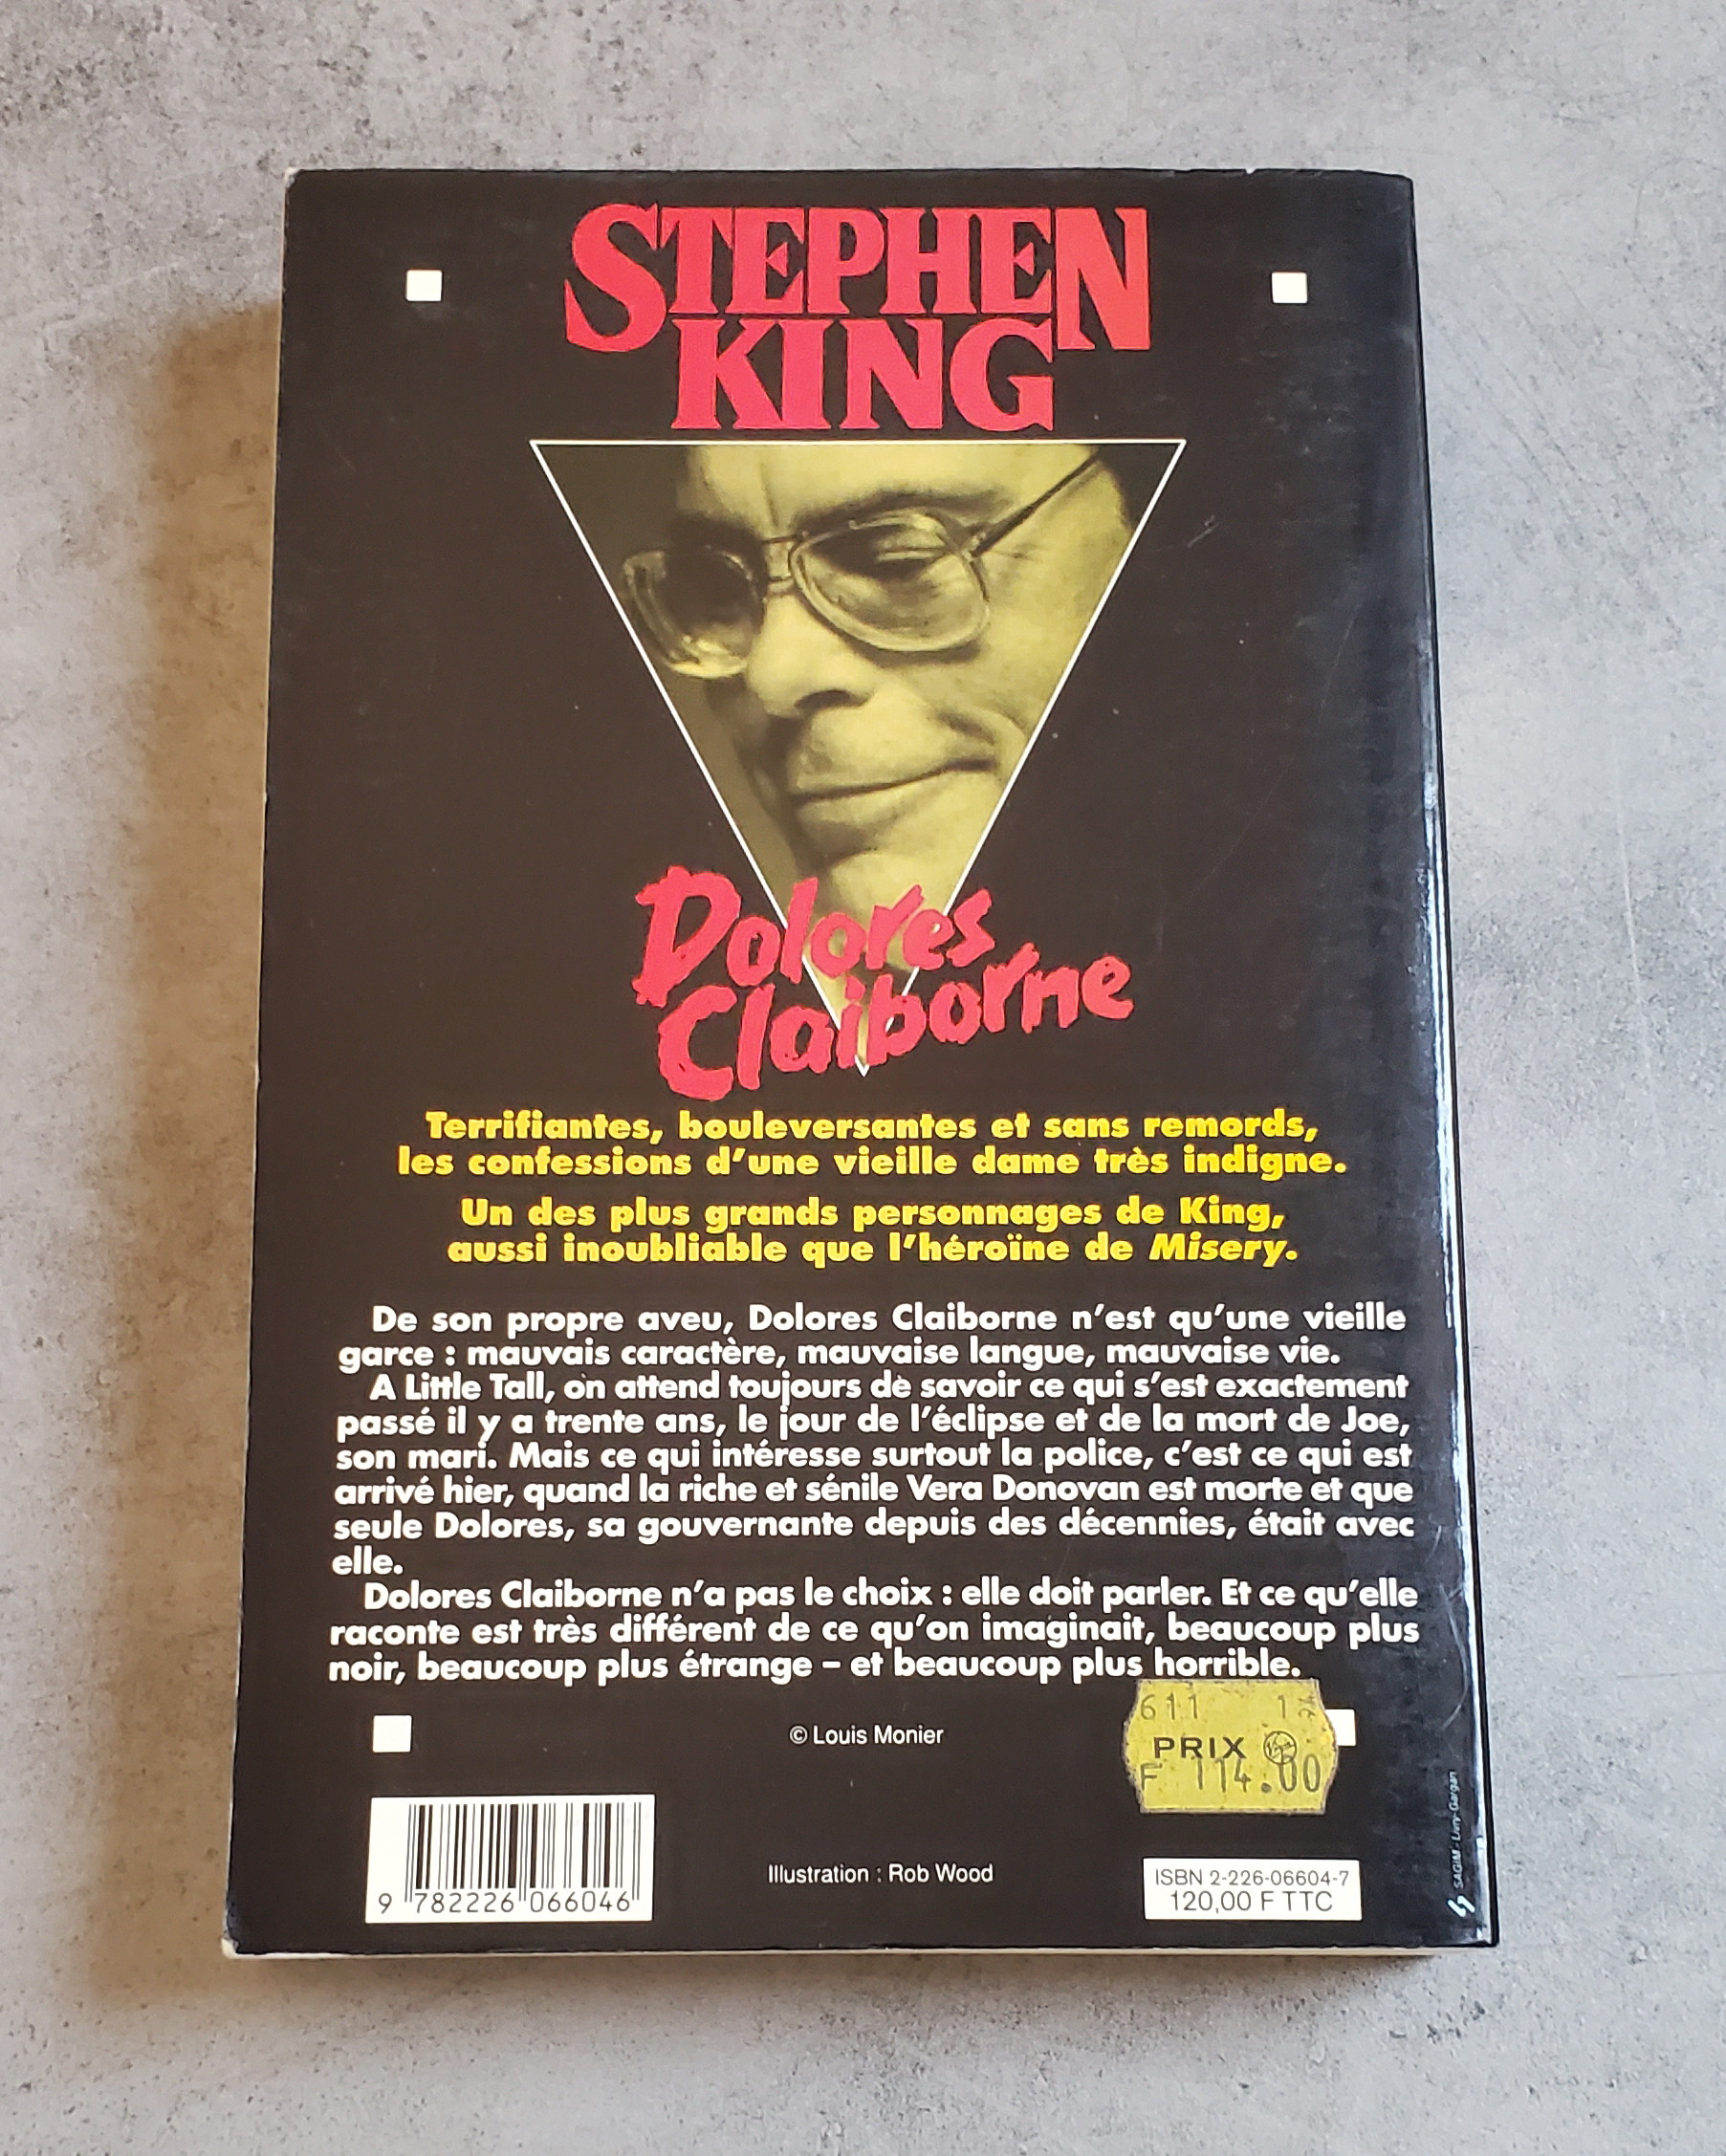 STEPHEN
KING
Dolores
Claiborne
Terrifiantes, bouleversantes et sans remords,
les confessions d'une vieille dame très indigne.
Un des plus grands personnages de King,
aussi inoubliable que l'héroïne de Misery.
De son propre aveu, Dolores Claiborne n'est qu'une vieille
garce : mauvais caractère, mauvaise langue, mauvaise vie.
A Little Tall, on attend toujours de savoir ce qui s'est exactement
passé il y a trente ans, le jour de l'éclipse et de la mort de Joe,
son mari. Mais ce qui intéresse surtout la police, c'est ce qui est
arrivé hier, quand la riche et sénile Vera Donovan est morte et que
seule Dolores, sa gouvernante depuis des décennies, était avec
elle.
Dolores Claiborne n'a pas le choix : elle doit parler. Et ce qu'elle
raconte est très différent de ce qu'on imaginait, beaucoup plus
noir, beaucoup plus étrange – et beaucoup plus horrible.
© Louis Monier
611
PRIX Virgin
F 114.00
9 782226 066046
Illustration : Rob Wood
ISBN 2-226-06604-7
120,00 F TTC
SAGIM - Livry-Gargan